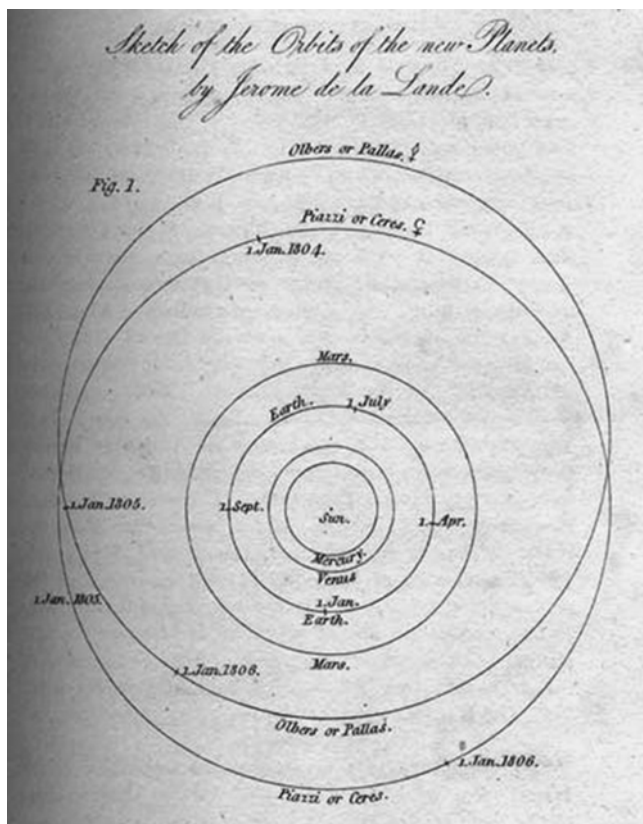 Sketch of the Orbits of the new Planets.
by Jerome de la Lande.
Olbers or Pallas. ⚴
Fig. 1.
Piazzi or Ceres. ⚳
1. Jan. 1804.
Mars.
Earth.
1. July
1. Jan. 1805.
1. Sept.
Sun.
1. Apr.
Mercury.
Venus
1. Jan. 1805.
1. Jan.
Earth.
Mars.
1. Jan. 1806.
Olbers or Pallas.
1. Jan. 1806.
Piazzi or Ceres.